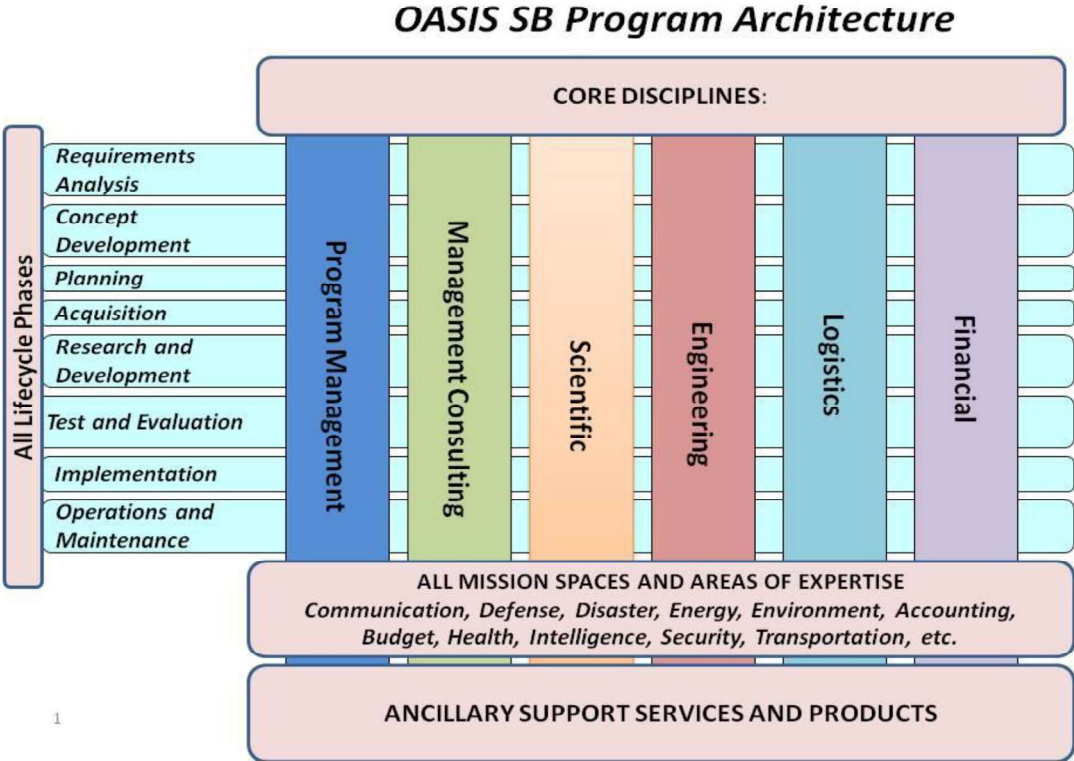 OASIS SB Program Architecture
CORE DISCIPLINES:
All Lifecycle Phases
Requirements
Analysis
Concept
Development
Planning
Acquisition
Research and
Development
Test and Evaluation
Implementation
Operations and
Maintenance
Program Management
Management Consulting
Scientific
Engineering
Logistics
Financial
ALL MISSION SPACES AND AREAS OF EXPERTISE
Communication, Defense, Disaster, Energy, Environment, Accounting,
Budget, Health, Intelligence, Security, Transportation, etc.
ANCILLARY SUPPORT SERVICES AND PRODUCTS
1